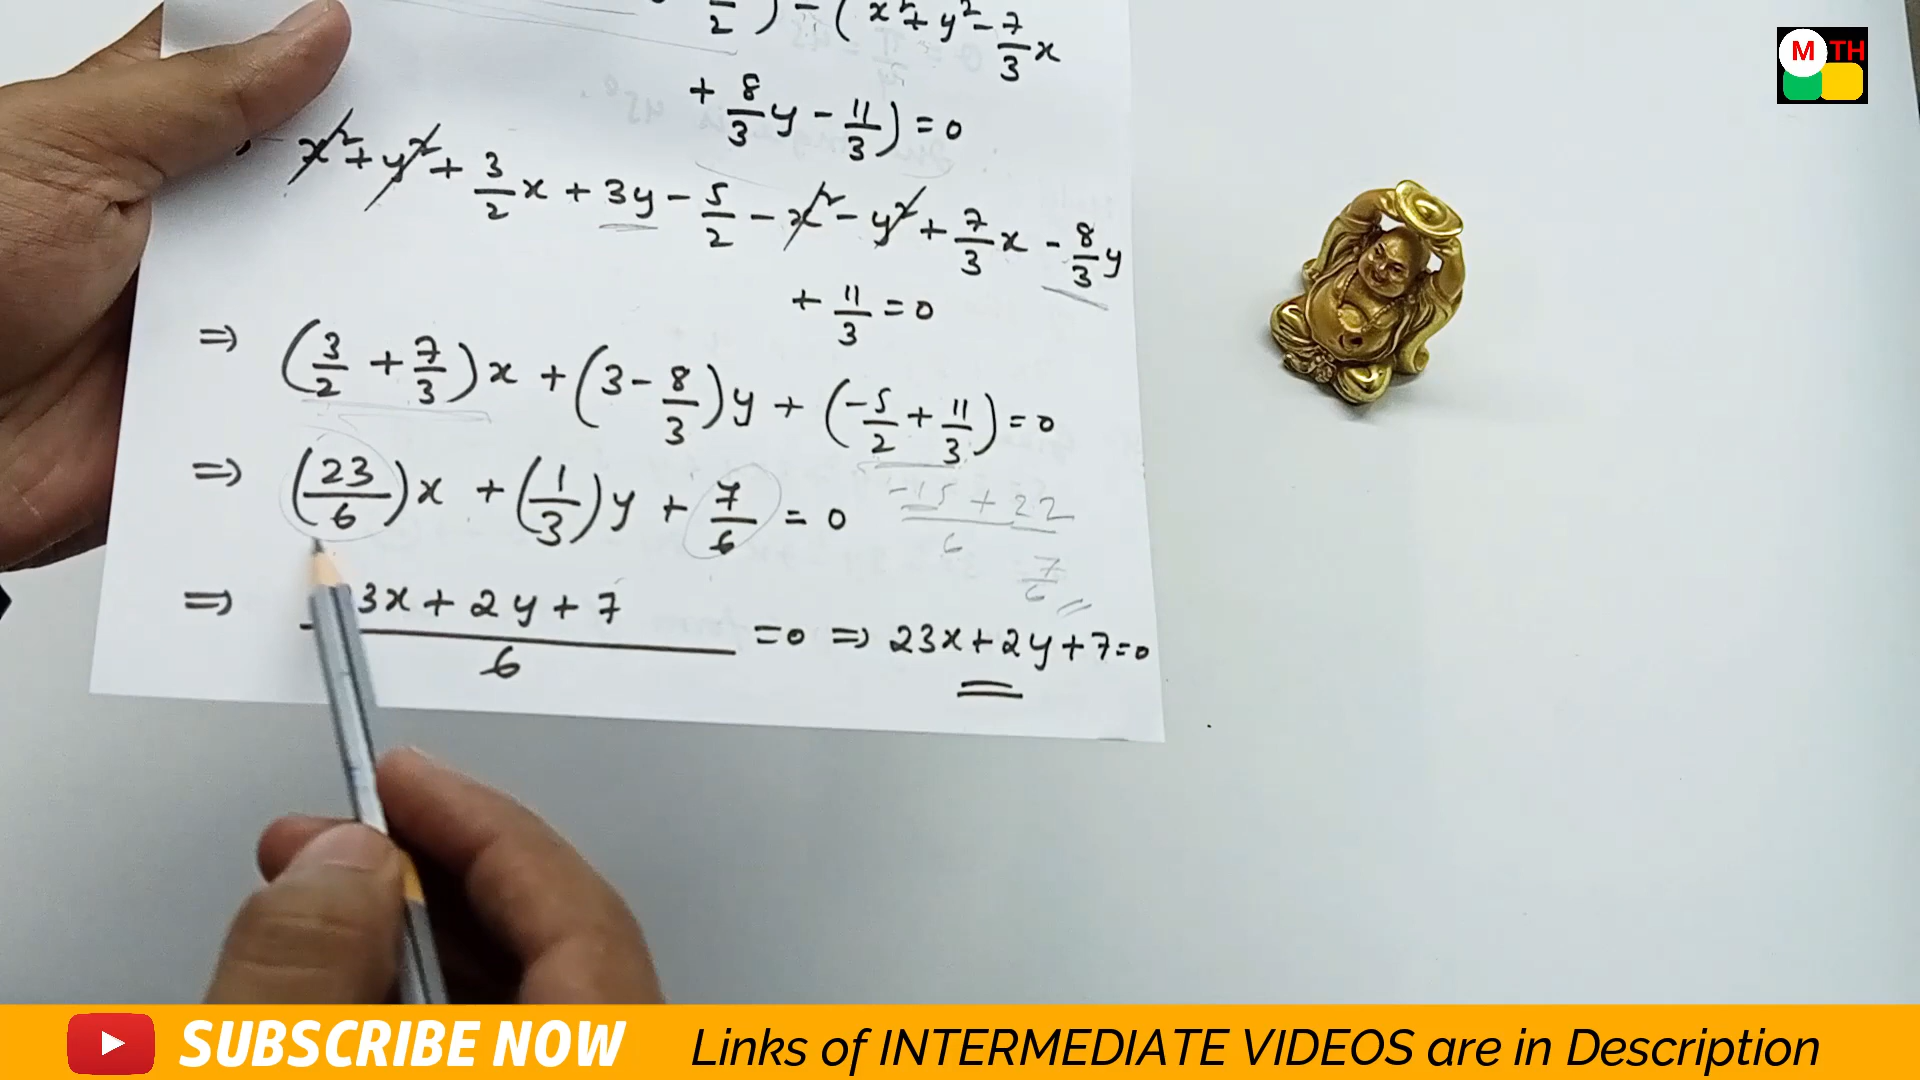 2 ) - ( x² + y² - 7/3 x
+ 8/3 y - 11/3 ) = 0
x² + y² + 3/2 x + 3y - 5/2 - x² - y² + 7/3 x - 8/3 y
+ 11/3 = 0
⇒ (3/2 + 7/3)x + (3 - 8/3)y + (-5/2 + 11/3) = 0
⇒ (23/6)x + (1/3)y + 7/6 = 0
-15 + 22
6
7/6
⇒ 3x + 2y + 7 / 6 = 0 ⇒ 23x + 2y + 7 = 0
M TH
SUBSCRIBE NOW Links of INTERMEDIATE VIDEOS are in Description